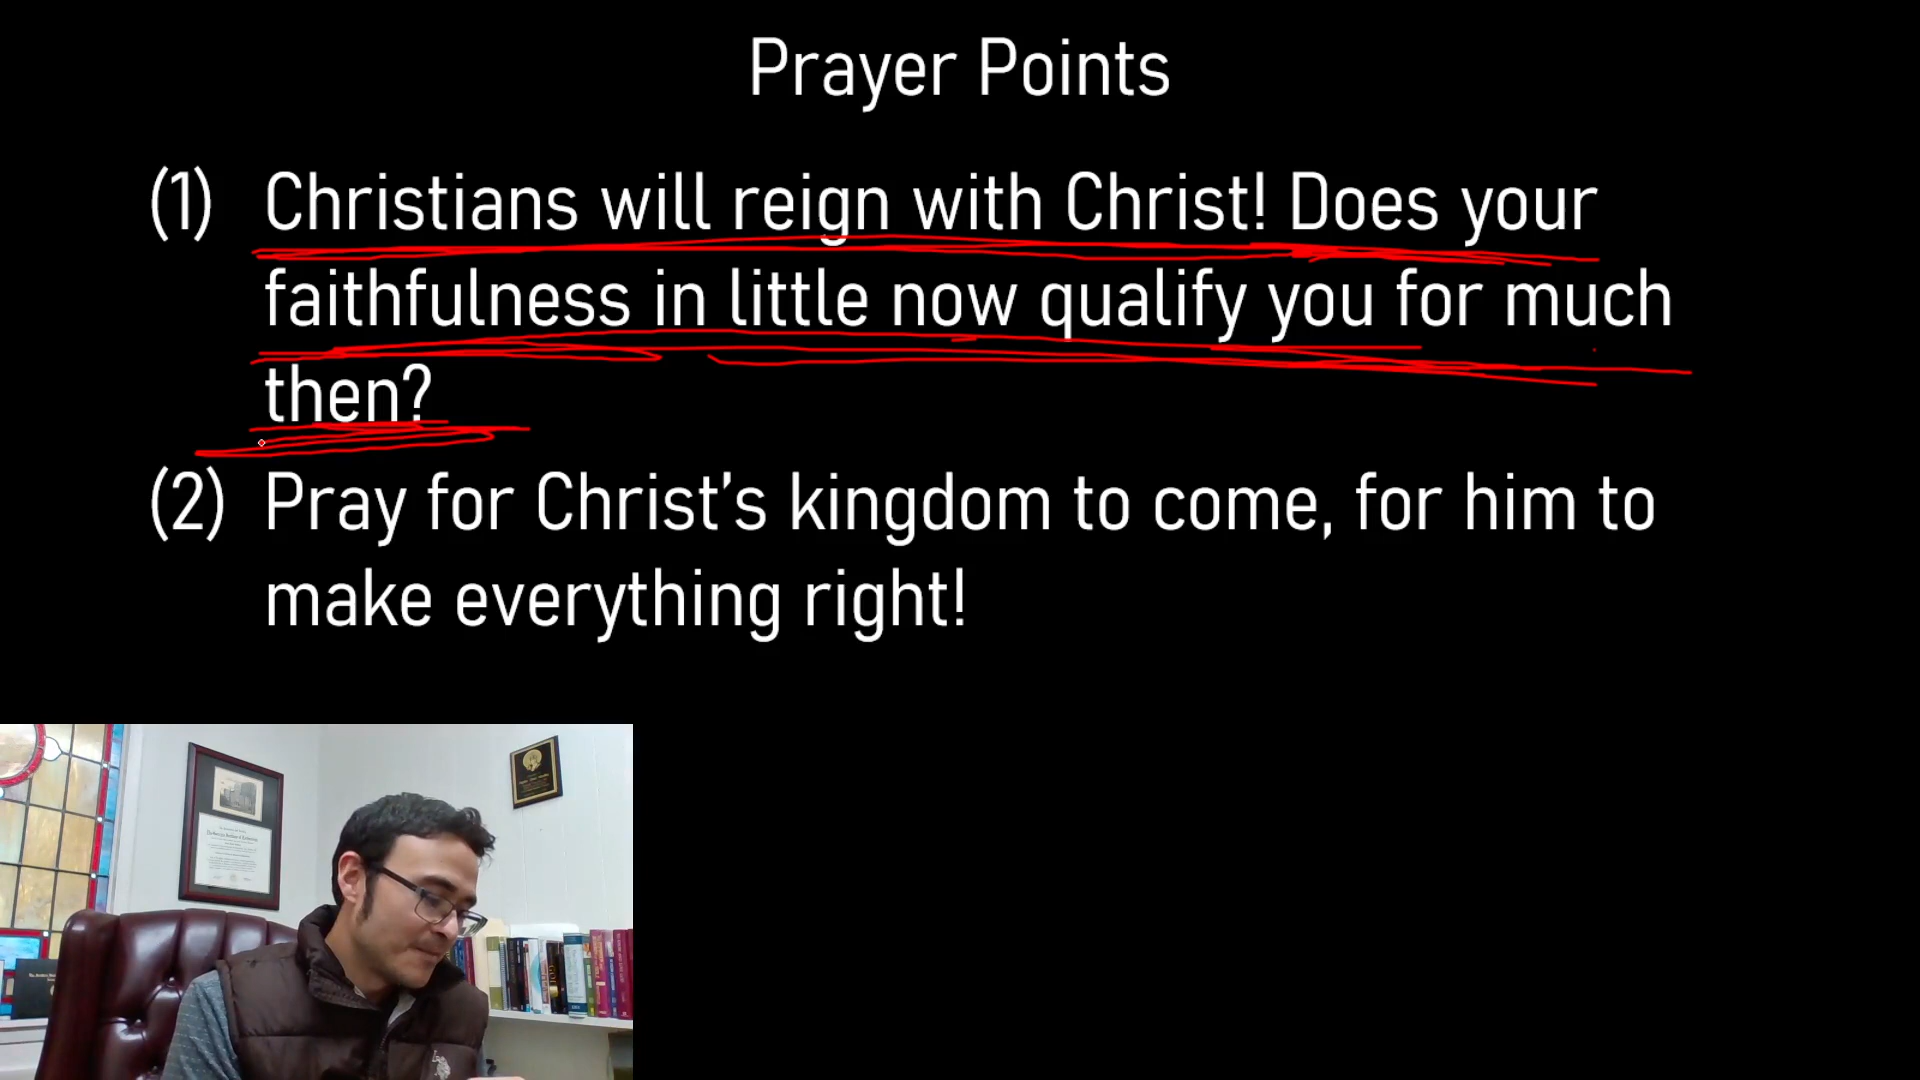 Prayer Points
(1) Christians will reign with Christ! Does your
faithfulness in little now qualify you for much
then?
(2) Pray for Christ's kingdom to come, for him to
make everything right!